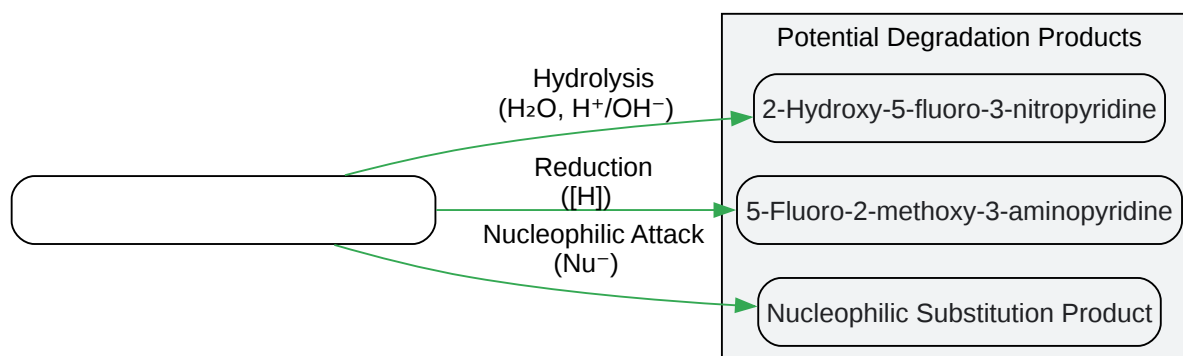 Potential Degradation Products
Hydrolysis
(H₂O, H⁺/OH⁻)
2-Hydroxy-5-fluoro-3-nitropyridine
Reduction
([H])
5-Fluoro-2-methoxy-3-aminopyridine
Nucleophilic Attack
(Nu⁻)
Nucleophilic Substitution Product